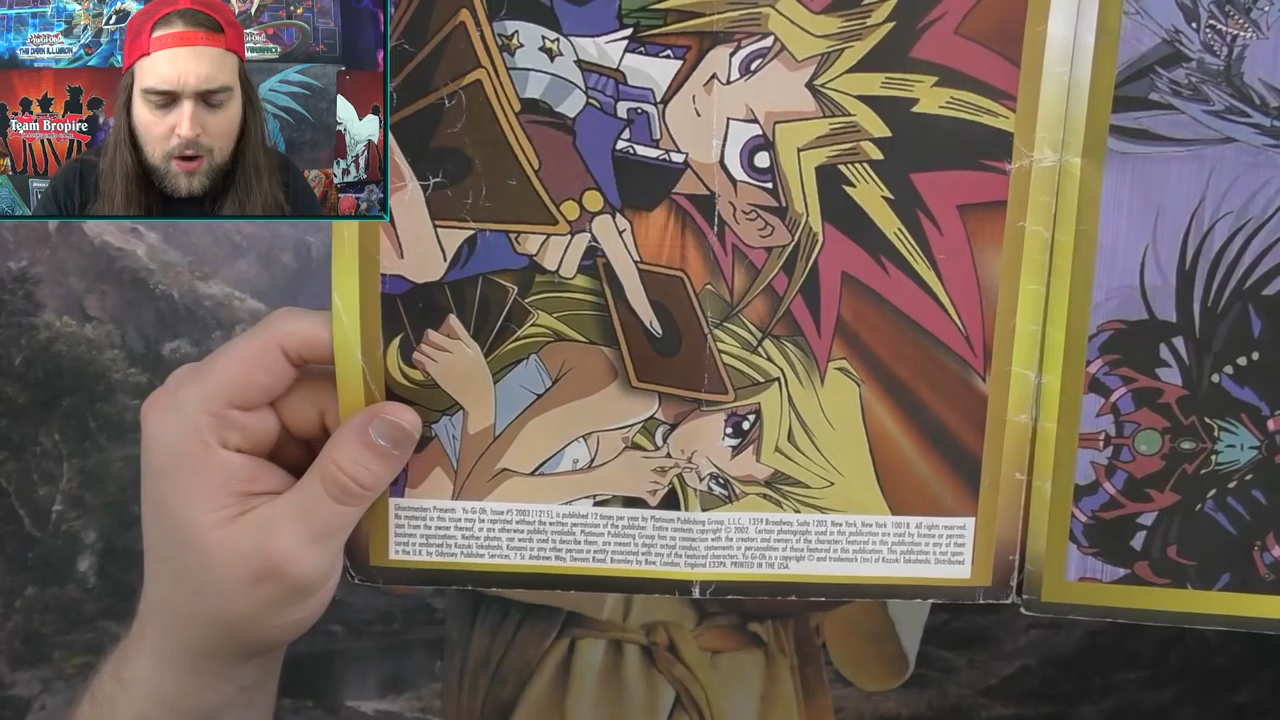 Yu-Gi-Oh!
THE DARK ILLUSION
Team Bropire
Ghastmasters Presents - Yu-Gi-Oh, Issue #5 2003 [1215], is published 12 times per year by Platinum Publishing Group, L.L.C., 1359 Broadway, Suite 1203, New York, New York 10018. All rights reserved.
No material in this issue may be reprinted without the written permission of the publisher. Entire contents copyright © 2002. Certain photographs used in this publication are used by license or permis-
sion from the owner thereof, or are otherwise publicly available. Platinum Publishing Group has no connection with the creators and owners of the characters featured in this publication or any of their
business organizations. Neither photos, nor words used to describe them, are meant to depict actual conduct, statements or personalities of those featured in this publication. This publication is not spon-
sored or endorsed by Kazuki Takahashi, Konami or any other person or entity associated with any of the featured characters. Yu-Gi-Oh is a copyright © and trademark (tm) of Kazuki Takahashi. Distributed
in the U.K. by Odyssey Publisher Services, 7 St. Andrews Way, Devons Road, Bromley by Bow, London, England E33PA. PRINTED IN THE USA.